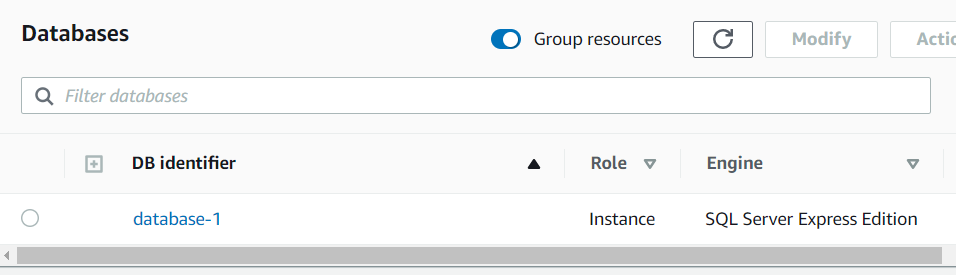 Databases
Group resources
Modify
Actio
Filter databases
DB identifier Role Engine
database-1 Instance SQL Server Express Edition